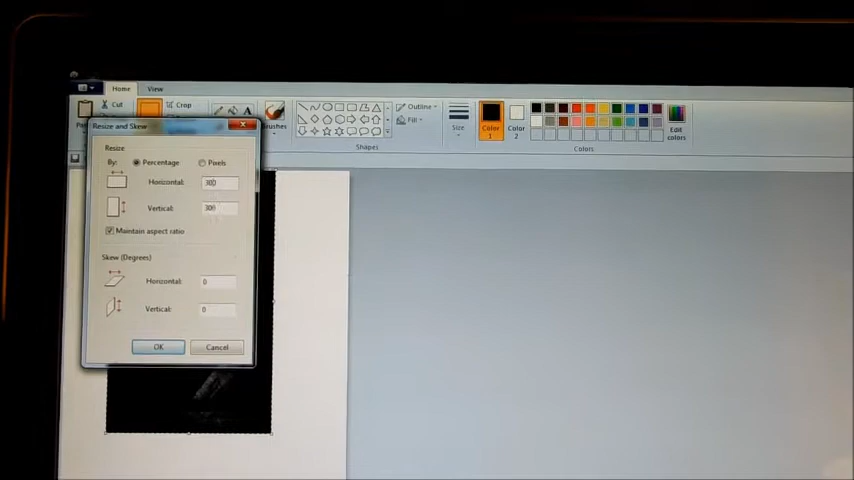 Home View
Cut
Crop
Brushes
Outline
Fill
Shapes
Size
Color
1
Color
2
Edit
colors
Colors
Resize and Skew
Resize
By: Percentage Pixels
Horizontal: 300
Vertical: 300
Maintain aspect ratio
Skew (Degrees)
Horizontal: 0
Vertical: 0
OK Cancel